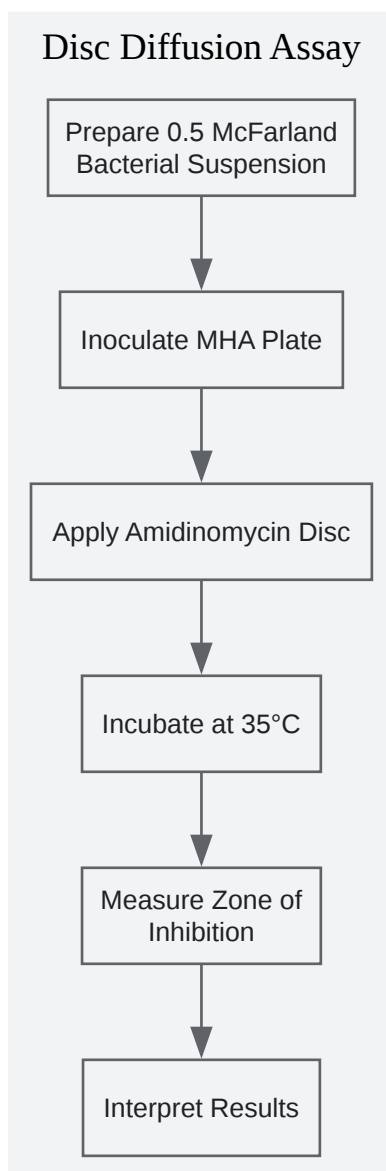 Disc Diffusion Assay
Prepare 0.5 McFarland
Bacterial Suspension
Inoculate MHA Plate
Apply Amidinomycin Disc
Incubate at 35°C
Measure Zone of
Inhibition
Interpret Results